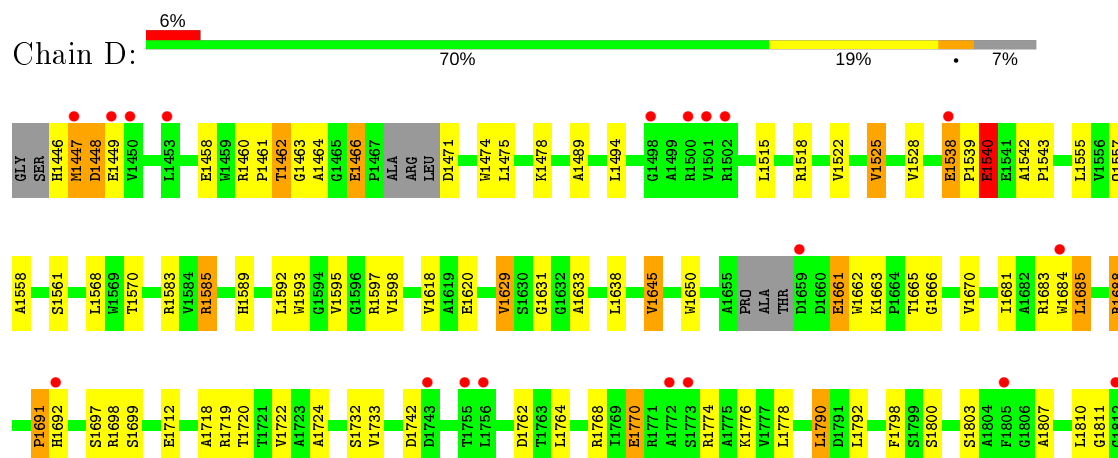 6%
Chain D:
70% 19% • 7%
GLY SER H1446 M1447 D1448 E1449 V1450 L1453 E1458 W1459 R1460 P1461 T1462 G1463 A1464 G1465 E1466 P1467 ALA ARG LEU D1471 W1474 L1475 K1478 A1489 L1494 G1498 A1499 R1500 V1501 R1502 L1515 R1518 V1522 V1525 V1528 E1538 P1539 E1540 E1541 A1542 P1543 L1555 V1556 Q1557
A1558 S1561 L1568 W1569 T1570 R1583 V1584 R1585 H1589 L1592 W1593 G1594 V1595 G1596 R1597 V1598 V1618 A1619 E1620 V1629 S1630 G1631 G1632 A1633 L1638 V1645 W1650 A1655 PRO ALA THR D1659 D1660 E1661 W1662 K1663 P1664 T1665 G1666 V1670 I1681 A1682 R1683 W1684 L1685 R1688
P1691 H1692 S1697 R1698 S1699 E1712 A1718 R1719 T1720 T1721 V1722 A1723 A1724 S1732 V1733 D1742 D1743 T1755 L1756 D1762 T1763 L1764 R1768 I1769 E1770 R1771 A1772 S1773 R1774 A1775 K1776 V1777 L1778 L1790 D1791 L1792 F1798 S1799 S1800 S1803 A1804 F1805 G1806 A1807 L1810 G1811